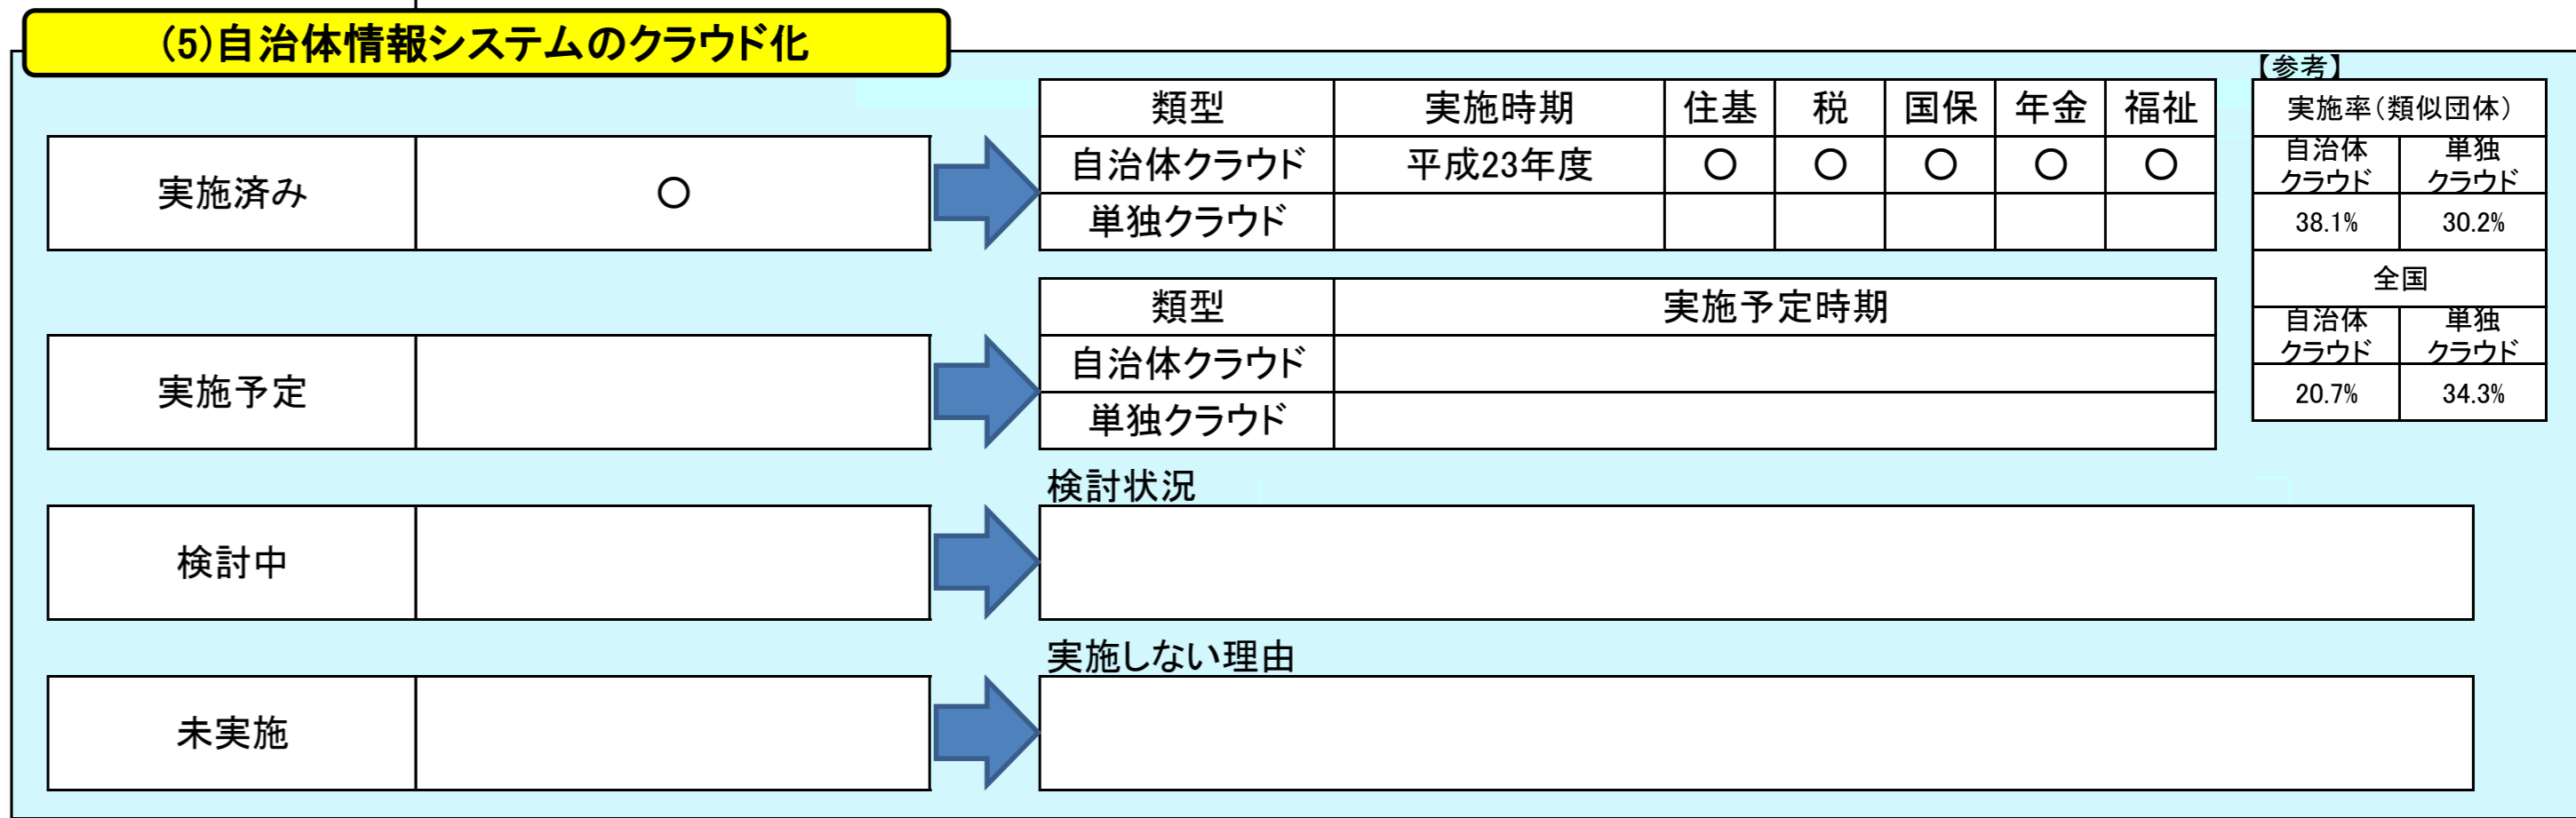 (5)自治体情報システムのクラウド化
【参考】
類型 実施時期 住基 税 国保 年金 福祉
実施済み 〇
自治体クラウド 平成23年度 〇 〇 〇 〇 〇
単独クラウド
実施率(類似団体)
自治体
クラウド
単独
クラウド
38.1% 30.2%
全国
自治体
クラウド
単独
クラウド
20.7% 34.3%
実施予定
類型 実施予定時期
自治体クラウド
単独クラウド
検討中
検討状況
未実施
実施しない理由